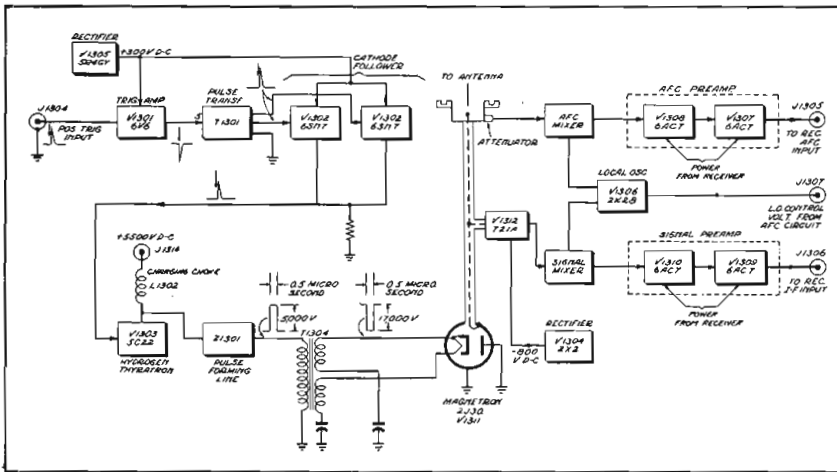 RECTIFIER
V1305
5R4GY
+300V D-C
CATHODE
FOLLOWER
TO ANTENNA
AFC PREAMP
J1304
TRIG AMP
V1301
6V6
PULSE
TRANSF
T1301
V1302
6SN7
V1302
6SN7
POS TRIG
INPUT
ATTENUATOR
AFC
MIXER
V1308
6AC7
V1307
6AC7
J1305
TO REC.
AFC
INPUT
POWER
FROM RECEIVER
LOCAL OSC
V1306
2K2B
J1307
L.O. CONTROL
VOLT. FROM
AFC CIRCUIT
V1312
721A
SIGNAL PREAMP
SIGNAL
MIXER
V1310
6AC7
V1309
6AC7
J1306
TO REC.
I-F INPUT
POWER
FROM RECEIVER
+5500V D-C
J1314
CHARGING CHOKE
L1302
0.5 MICRO
SECOND
0.5 MICRO
SECOND
5,000V
17,000 V
T1304
V1303
5C22
HYDROGEN
THYRATRON
Z1301
PULSE
FORMING
LINE
-800
V D-C
RECTIFIER
V1304
2X2
MAGNETRON
2J30
V1311